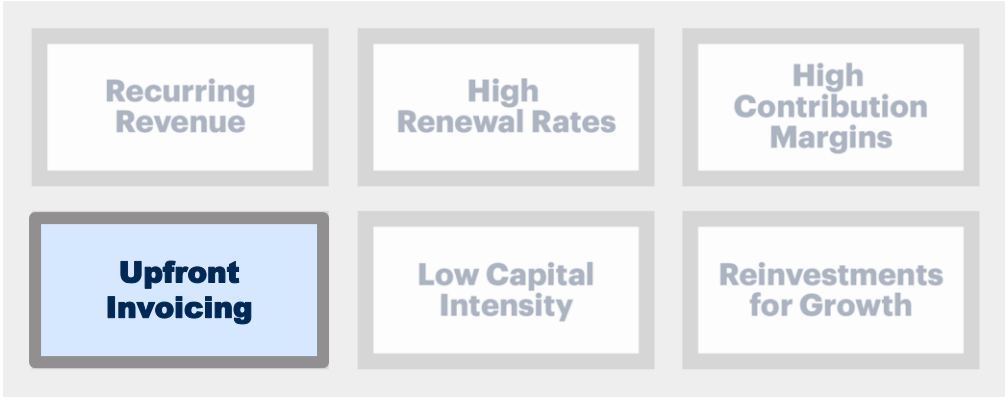 Recurring
Revenue
High
Renewal Rates
High
Contribution
Margins
Upfront
Invoicing
Low Capital
Intensity
Reinvestments
for Growth